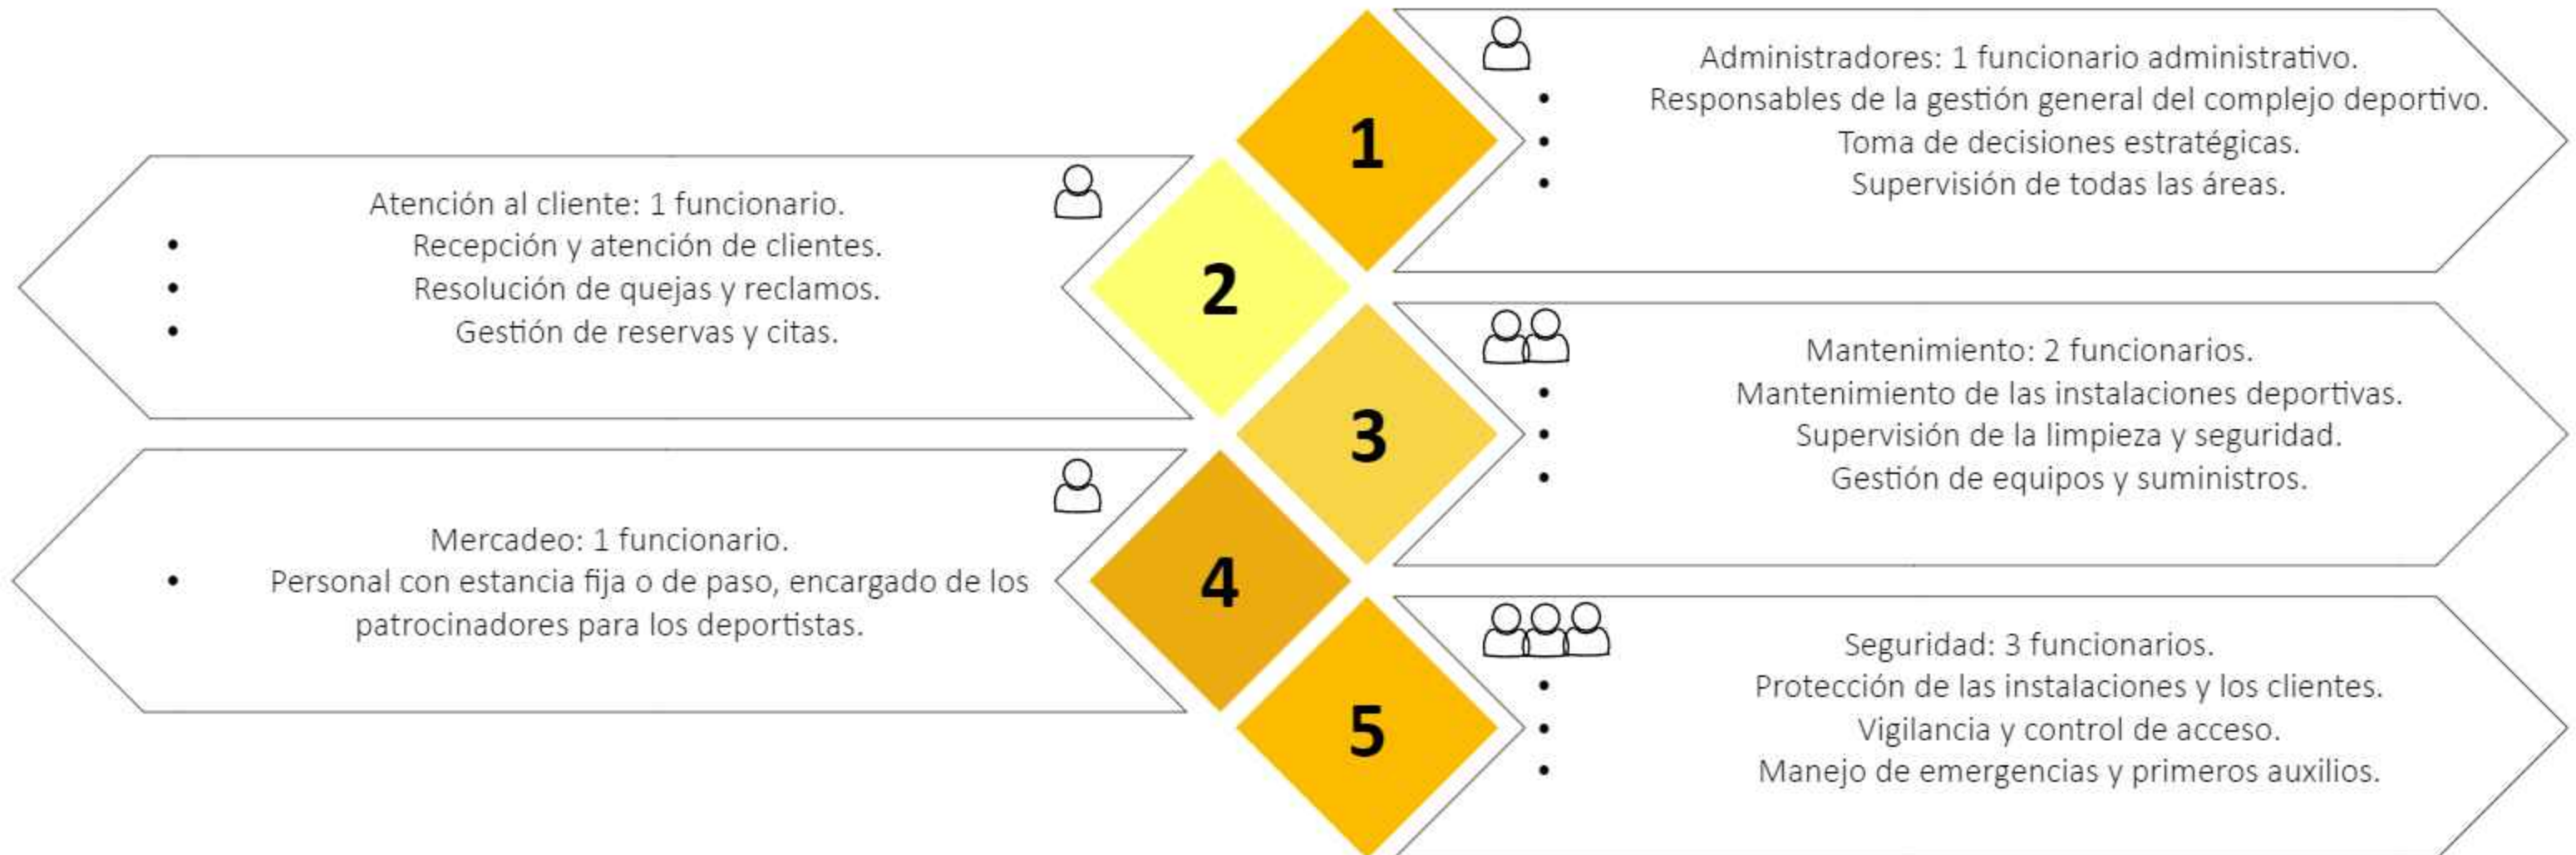 1
Administradores: 1 funcionario administrativo.
• Responsables de la gestión general del complejo deportivo.
• Toma de decisiones estratégicas.
• Supervisión de todas las áreas.
2
Atención al cliente: 1 funcionario.
• Recepción y atención de clientes.
• Resolución de quejas y reclamos.
• Gestión de reservas y citas.
3
Mantenimiento: 2 funcionarios.
• Mantenimiento de las instalaciones deportivas.
• Supervisión de la limpieza y seguridad.
• Gestión de equipos y suministros.
4
Mercadeo: 1 funcionario.
• Personal con estancia fija o de paso, encargado de los
patrocinadores para los deportistas.
5
Seguridad: 3 funcionarios.
• Protección de las instalaciones y los clientes.
• Vigilancia y control de acceso.
• Manejo de emergencias y primeros auxilios.